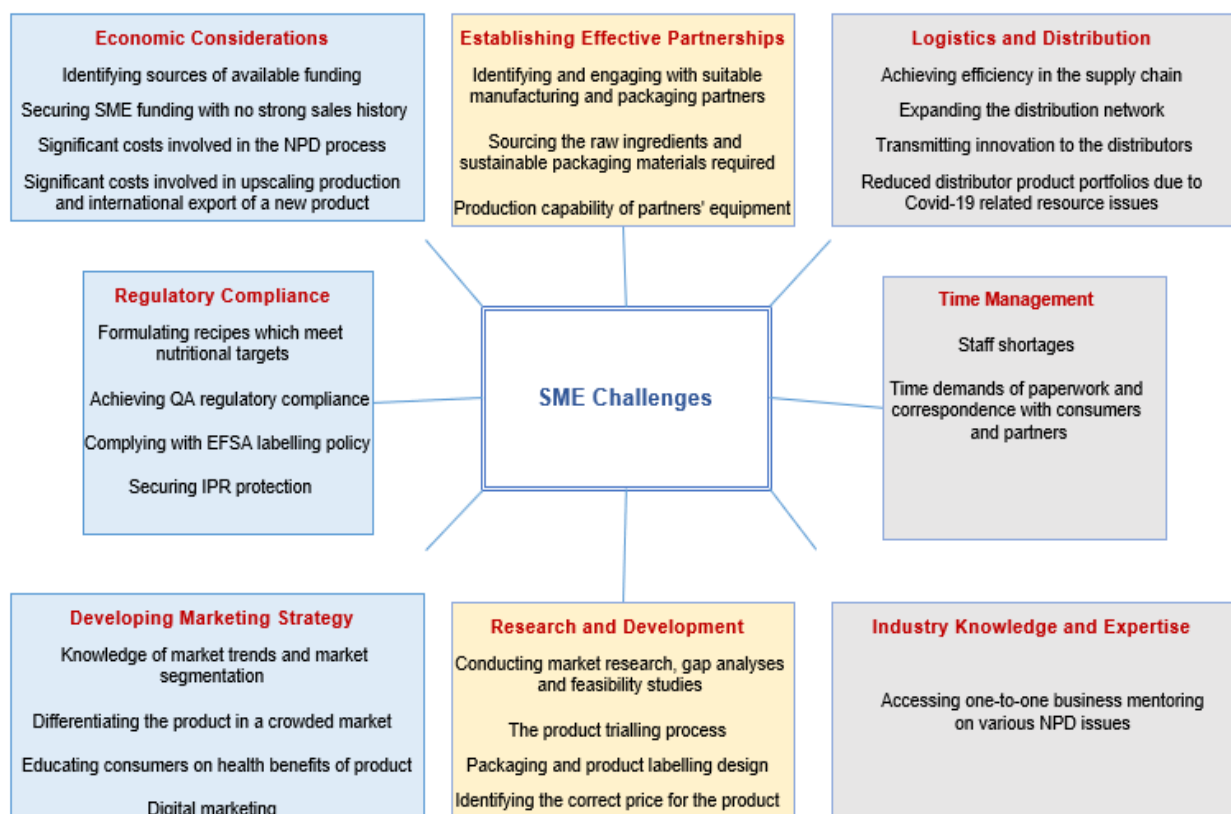 Economic Considerations
Identifying sources of available funding
Securing SME funding with no strong sales history
Significant costs involved in the NPD process
Significant costs involved in upscaling production
and international export of a new product
Establishing Effective Partnerships
Identifying and engaging with suitable
manufacturing and packaging partners
Sourcing the raw ingredients and
sustainable packaging materials required
Production capability of partners' equipment
Logistics and Distribution
Achieving efficiency in the supply chain
Expanding the distribution network
Transmitting innovation to the distributors
Reduced distributor product portfolios due to
Covid-19 related resource issues
Regulatory Compliance
Formulating recipes which meet
nutritional targets
Achieving QA regulatory compliance
Complying with EFSA labelling policy
Securing IPR protection
SME Challenges
Time Management
Staff shortages
Time demands of paperwork and
correspondence with consumers
and partners
Developing Marketing Strategy
Knowledge of market trends and market
segmentation
Differentiating the product in a crowded market
Educating consumers on health benefits of product
Digital marketing
Research and Development
Conducting market research, gap analyses
and feasibility studies
The product trialling process
Packaging and product labelling design
Identifying the correct price for the product
Industry Knowledge and Expertise
Accessing one-to-one business mentoring
on various NPD issues